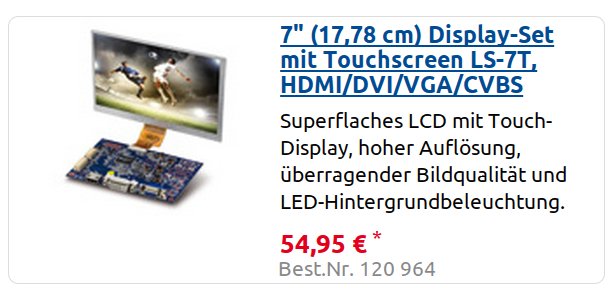 7" (17,78 cm) Display-Set
mit Touchscreen LS-7T,
HDMI/DVI/VGA/CVBS
Superflaches LCD mit Touch-
Display, hoher Auflösung,
überragender Bildqualität und
LED-Hintergrundbeleuchtung.
54,95 € *
Best.Nr. 120 964